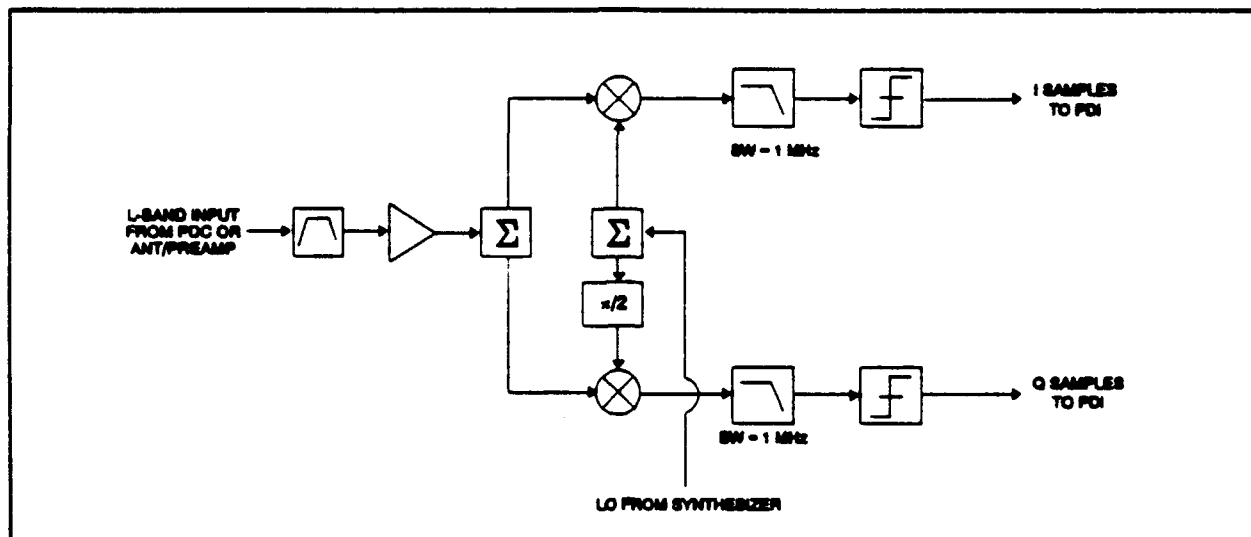 I SAMPLES
TO PDI
BW = 1 MHz
L-BAND INPUT
FROM PDC OR
ANT/PREAMP
Σ
Σ
π/2
Q SAMPLES
TO PDI
BW = 1 MHz
LO FROM SYNTHESIZER